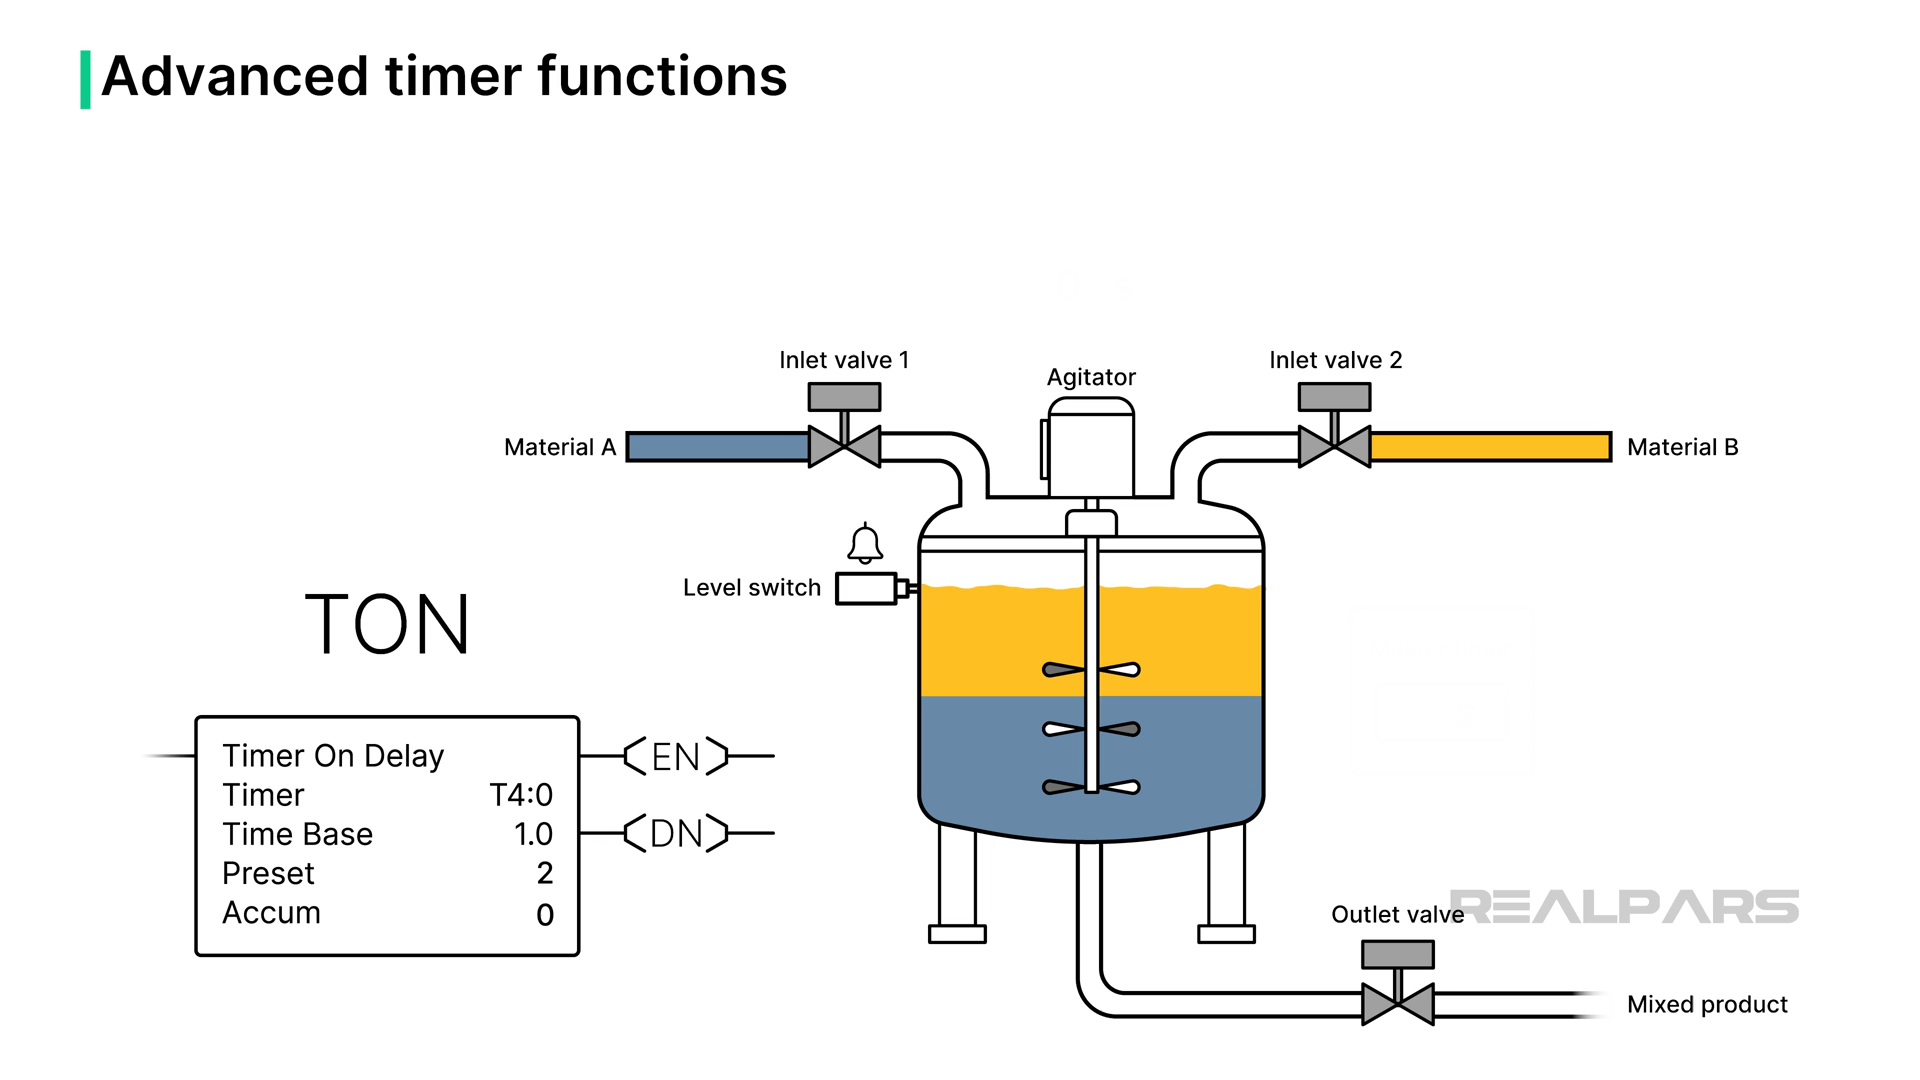 Advanced timer functions
Inlet valve 1
Inlet valve 2
Agitator
Material A
Material B
Level switch
TON
Timer On Delay
Timer T4:0
Time Base 1.0
Preset 2
Accum 0
EN
DN
Outlet valve
REALPARS
Mixed product